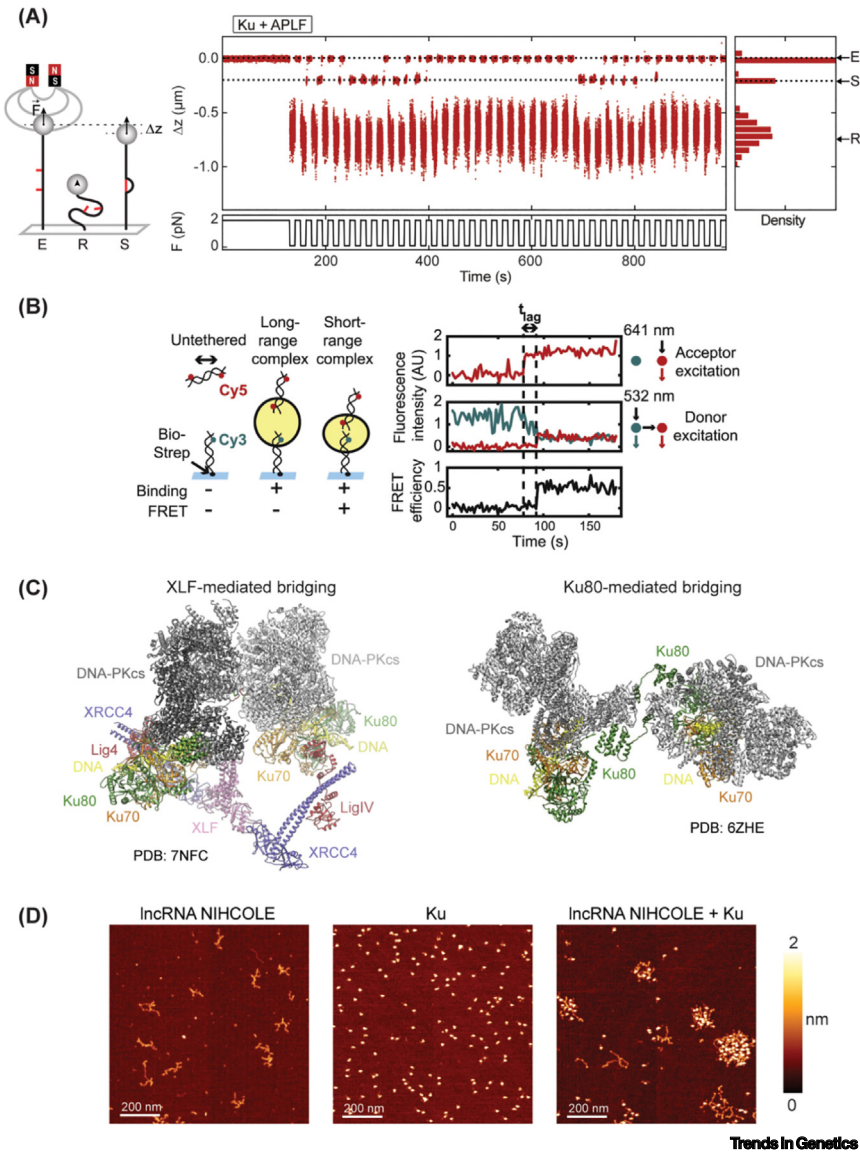 (A)
Ku + APLF
S N
N S
F
Δz
E R S
Δz (μm)
0.0
-0.5
-1.0
E
S
R
Density
F (pN)
2
0
200 400 600 800
Time (s)
(B)
Untethered
Long-range complex
Short-range complex
Cy5
Cy3
Bio-Strep
Binding - + +
FRET - - +
tlag
Fluorescence intensity (AU)
2
1
0
2
1
0
FRET efficiency
1
0.5
0
0 50 100 150
Time (s)
641 nm
Acceptor excitation
532 nm
Donor excitation
(C)
XLF-mediated bridging
DNA-PKcs
DNA-PKcs
XRCC4
Lig4
DNA
Ku80
Ku70
XLF
Ku80
DNA
Ku70
LigIV
XRCC4
PDB: 7NFC
Ku80-mediated bridging
Ku80
DNA-PKcs
DNA-PKcs
Ku70
DNA
Ku80
DNA
Ku70
PDB: 6ZHE
(D)
lncRNA NIHCOLE
Ku
lncRNA NIHCOLE + Ku
200 nm
200 nm
200 nm
2
nm
0
Trends in Genetics